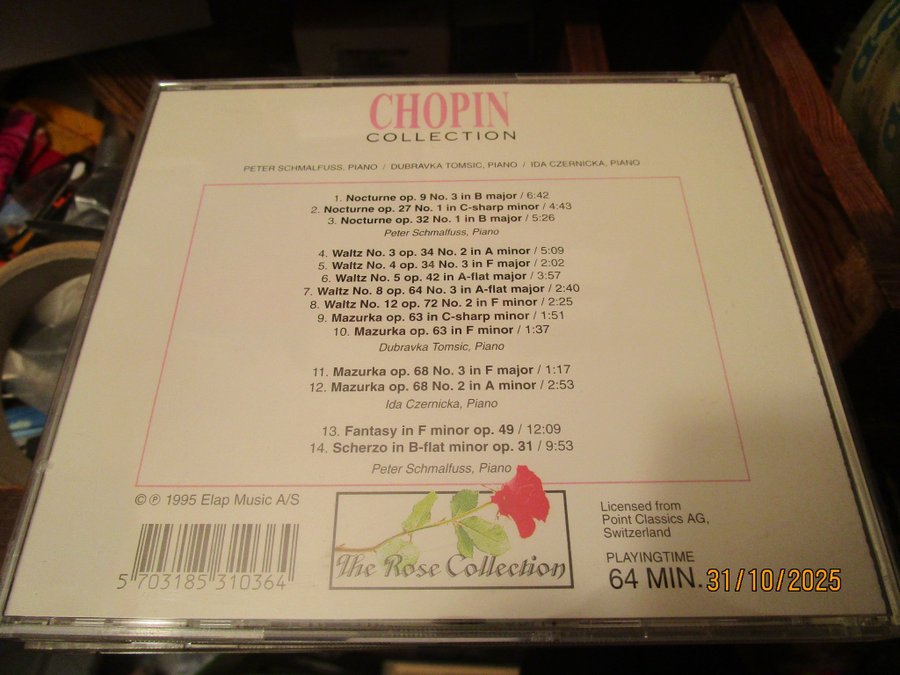 CHOPIN
COLLECTION
PETER SCHMALFUSS, PIANO / DUBRAVKA TOMSIC, PIANO / IDA CZERNICKA, PIANO
1. Nocturne op. 9 No. 3 in B major / 6:42
2. Nocturne op. 27 No. 1 in C-sharp minor / 4:43
3. Nocturne op. 32 No. 1 in B major / 5:26
Peter Schmalfuss, Piano
4. Waltz No. 3 op. 34 No. 2 in A minor / 5:09
5. Waltz No. 4 op. 34 No. 3 in F major / 2:02
6. Waltz No. 5 op. 42 in A-flat major / 3:57
7. Waltz No. 8 op. 64 No. 3 in A-flat major / 2:40
8. Waltz No. 12 op. 72 No. 2 in F minor / 2:25
9. Mazurka op. 63 in C-sharp minor / 1:51
10. Mazurka op. 63 in F minor / 1:37
Dubravka Tomsic, Piano
11. Mazurka op. 68 No. 3 in F major / 1:17
12. Mazurka op. 68 No. 2 in A minor / 2:53
Ida Czernicka, Piano
13. Fantasy in F minor op. 49 / 12:09
14. Scherzo in B-flat minor op. 31 / 9:53
Peter Schmalfuss, Piano
© ℗ 1995 Elap Music A/S
5 703185 310364
The Rose Collection
Licensed from
Point Classics AG,
Switzerland
PLAYINGTIME
64 MIN.
31/10/2025